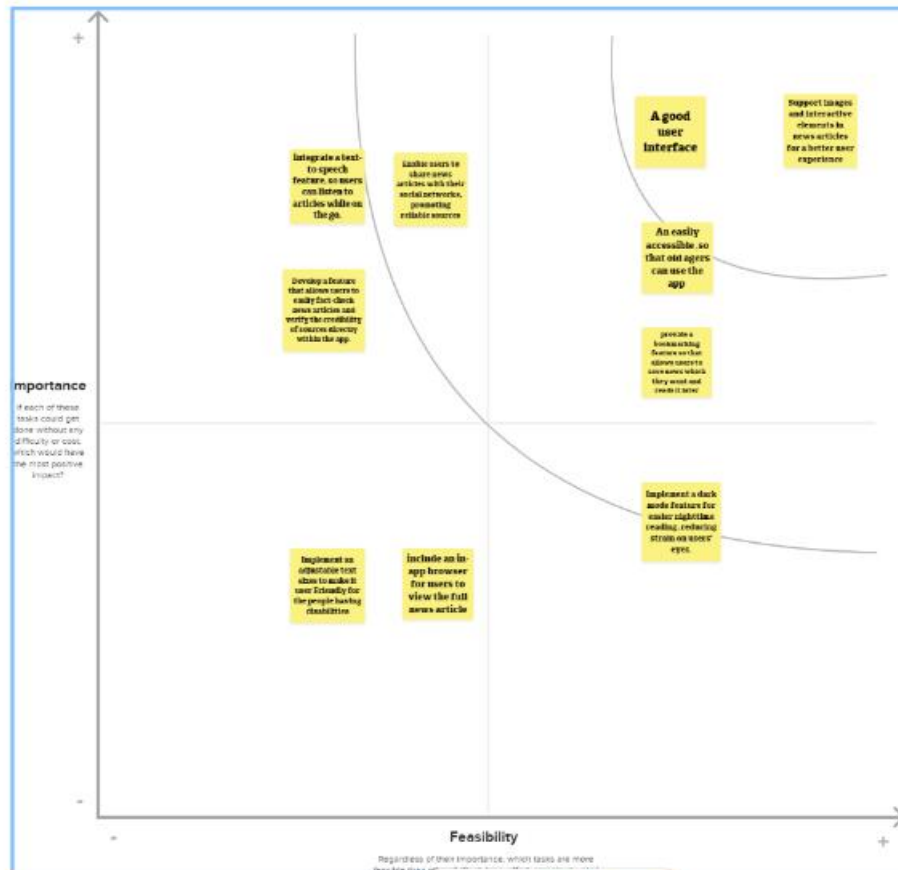 +
A good
user
interface
Support images
and interactive
elements in
news articles
for a better user
experience
Integrate a text-
to-speech
feature, so users
can listen to
articles while on
the go.
Enable users to
share news
articles with their
social networks,
promoting
reliable sources
An easily
accessible, so
that old agers
can use the
app
Develop a feature
that allows users to
easily fact-check
news articles and
verify the credibility
of sources directly
within the app.
provide a
bookmarking
feature so that
allows users to
save news which
they want and
reads it later
mportance
If each of these
tasks could get
done without any
difficulty or cost,
which would have
the most positive
impact?
Implement a dark
mode feature for
easier nighttime
reading, reducing
strain on users'
eyes.
Implement an
adjustable text
sizes to make it
user friendly for
the people having
disabilities
include an in-
app browser
for users to
view the full
news article
-
-
Feasibility
+
Regardless of their importance, which tasks are more